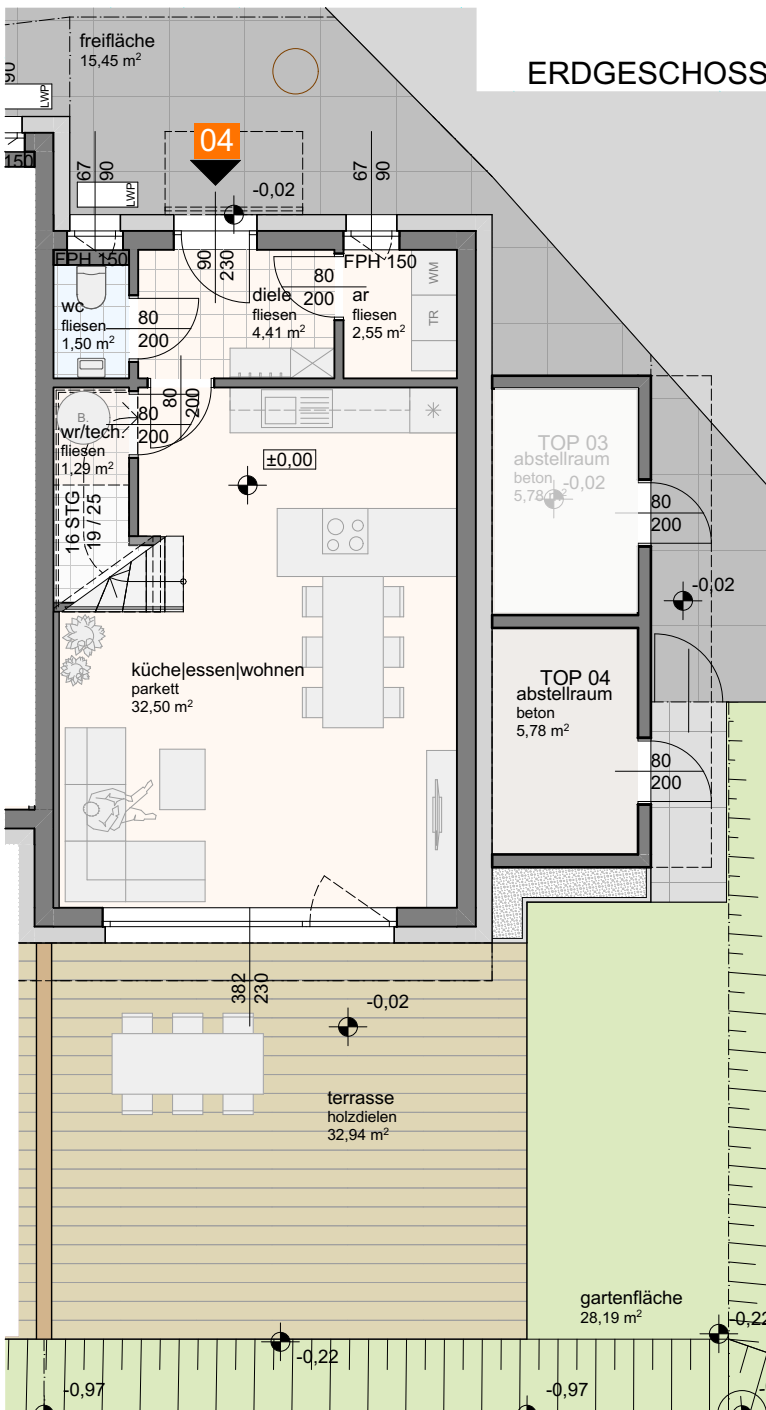 freifläche
15,45 m²
ERDGESCHOSS
90
LWP
150
04
67
90
LWP
-0,02
67
90
FPH 150
90
230
80
200
FPH 150
WM
TR
wc
fliesen
1,50 m²
80
200
diele
fliesen
4,41 m²
ar
fliesen
2,55 m²
80
200
B.
wr/tech.
fliesen
1,29 m²
80
200
±0,00
16 STG
19 / 25
TOP 03
abstellraum
beton
5,78 m²
-0,02
80
200
-0,02
küche|essen|wohnen
parkett
32,50 m²
TOP 04
abstellraum
beton
5,78 m²
80
200
382
230
-0,02
terrasse
holzdielen
32,94 m²
gartenfläche
28,19 m²
-0,22
-0,22
-0,97
-0,97